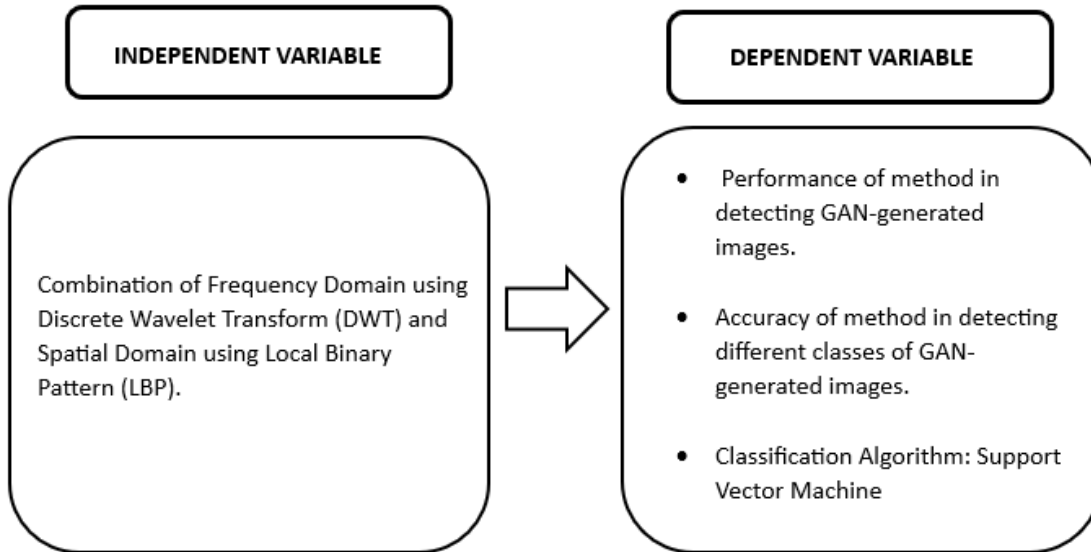 INDEPENDENT VARIABLE
DEPENDENT VARIABLE
Combination of Frequency Domain using
Discrete Wavelet Transform (DWT) and
Spatial Domain using Local Binary
Pattern (LBP).
• Performance of method in
detecting GAN-generated
images.
• Accuracy of method in detecting
different classes of GAN-
generated images.
• Classification Algorithm: Support
Vector Machine